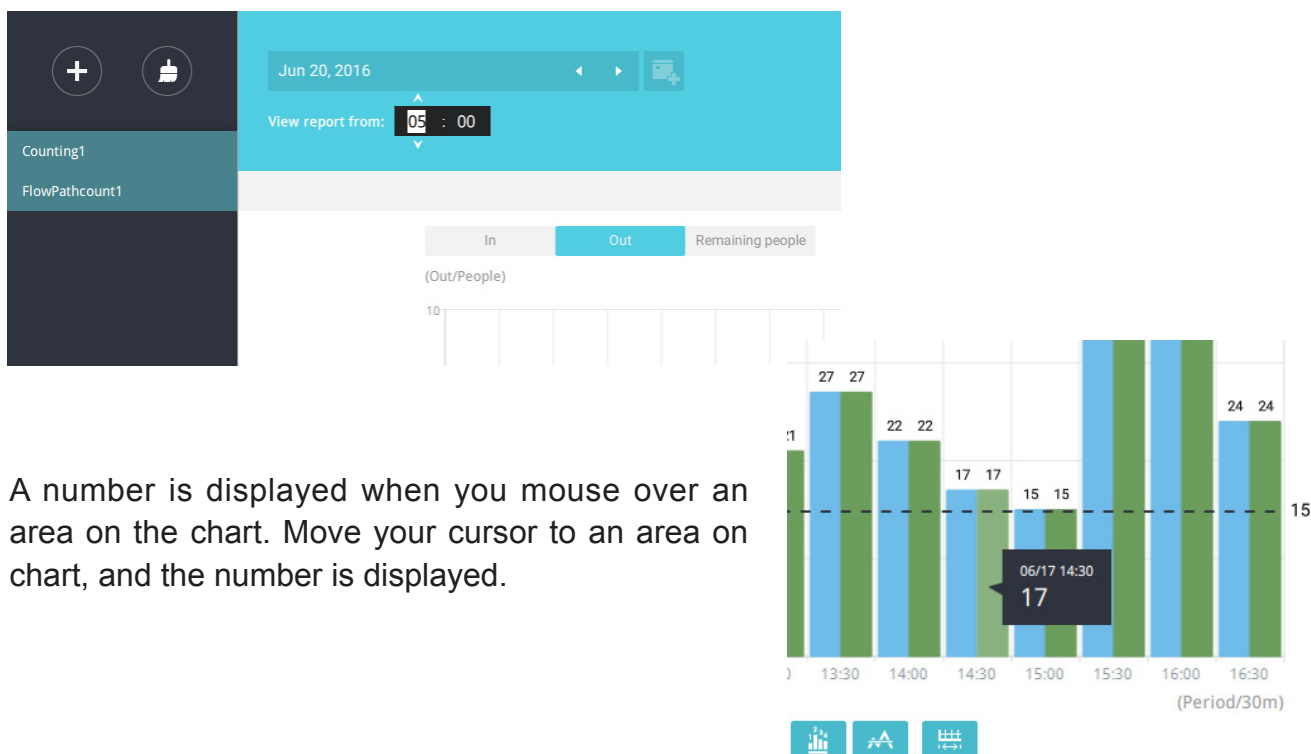 Jun 20, 2016
View report from: 05 : 00
Counting1
FlowPathcount1
In Out Remaining people
(Out/People)
10
A number is displayed when you mouse over an
area on the chart. Move your cursor to an area on
chart, and the number is displayed.
27 27
24 24
22 22
17 17
15 15
15
06/17 14:30
17
13:30 14:00 14:30 15:00 15:30 16:00 16:30
(Period/30m)